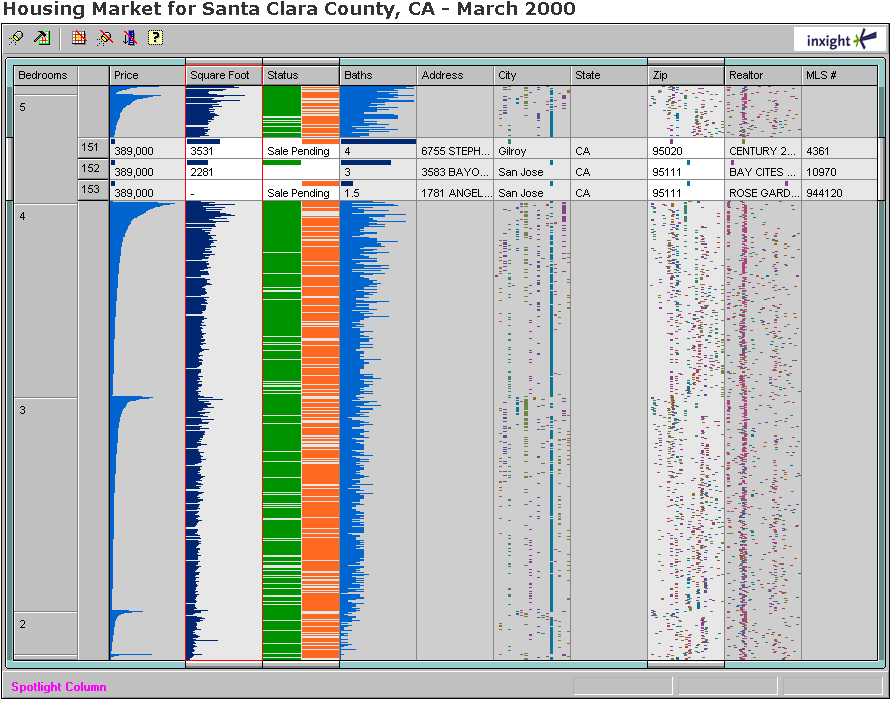 Housing Market for Santa Clara County, CA - March 2000
?
inxight
Bedrooms Price Square Foot Status Baths Address City State Zip Realtor MLS #
5
151 389,000 3531 Sale Pending 4 6755 STEPH... Gilroy CA 95020 CENTURY 2... 4361
152 389,000 2281 3 3583 BAYO... San Jose CA 95111 BAY CITES ... 10970
153 389,000 - Sale Pending 1.5 1781 ANGEL... San Jose CA 95111 ROSE GARD... 944120
4
3
2
Spotlight Column